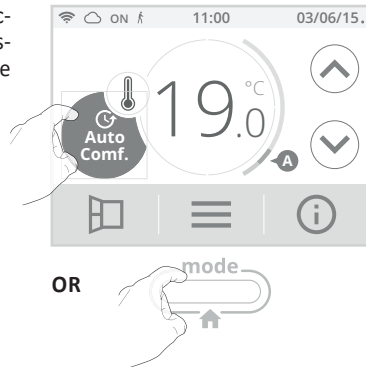 c-
s-
e
ON 11:00 03/06/15.
°C
19.0
Auto
Comf.
A
mode
OR